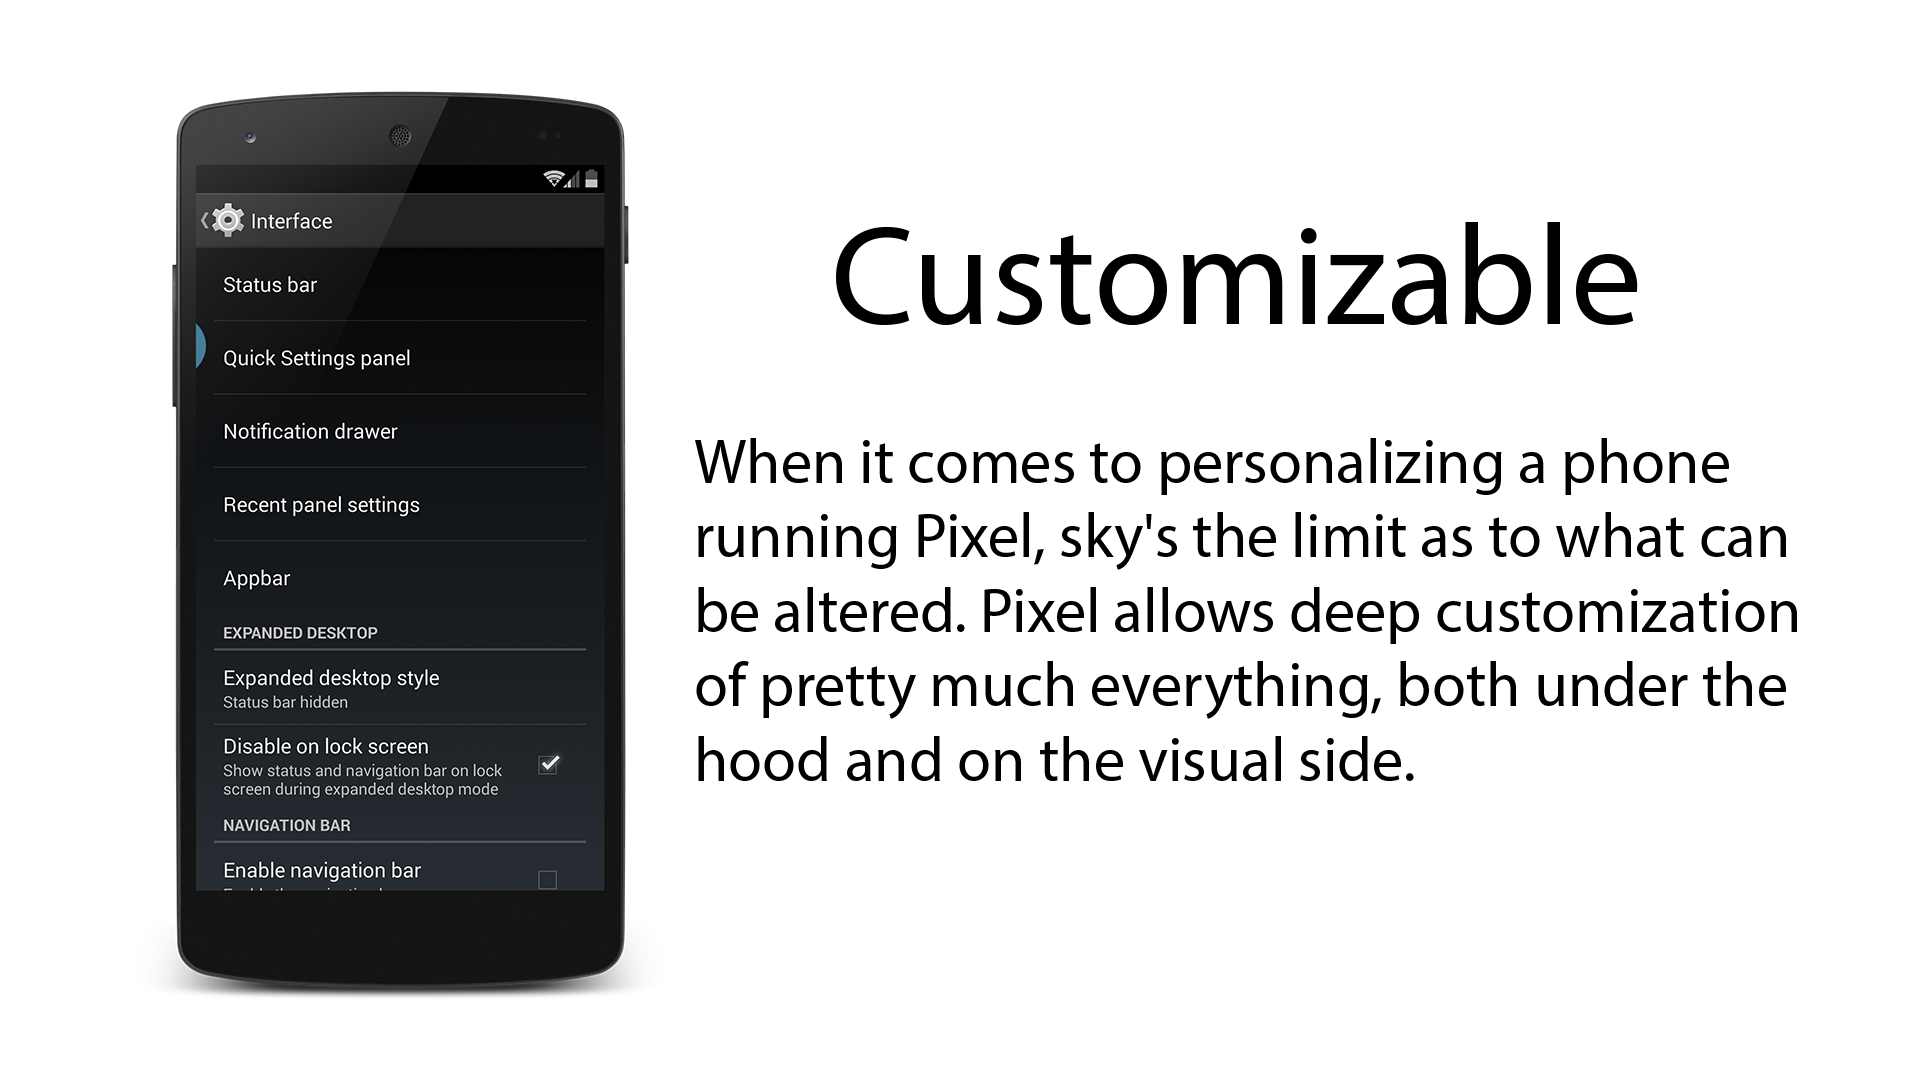 Interface
Status bar
Quick Settings panel
Notification drawer
Recent panel settings
Appbar
EXPANDED DESKTOP
Expanded desktop style
Status bar hidden
Disable on lock screen
Show status and navigation bar on lock
screen during expanded desktop mode
NAVIGATION BAR
Enable navigation bar
Customizable
When it comes to personalizing a phone
running Pixel, sky's the limit as to what can
be altered. Pixel allows deep customization
of pretty much everything, both under the
hood and on the visual side.